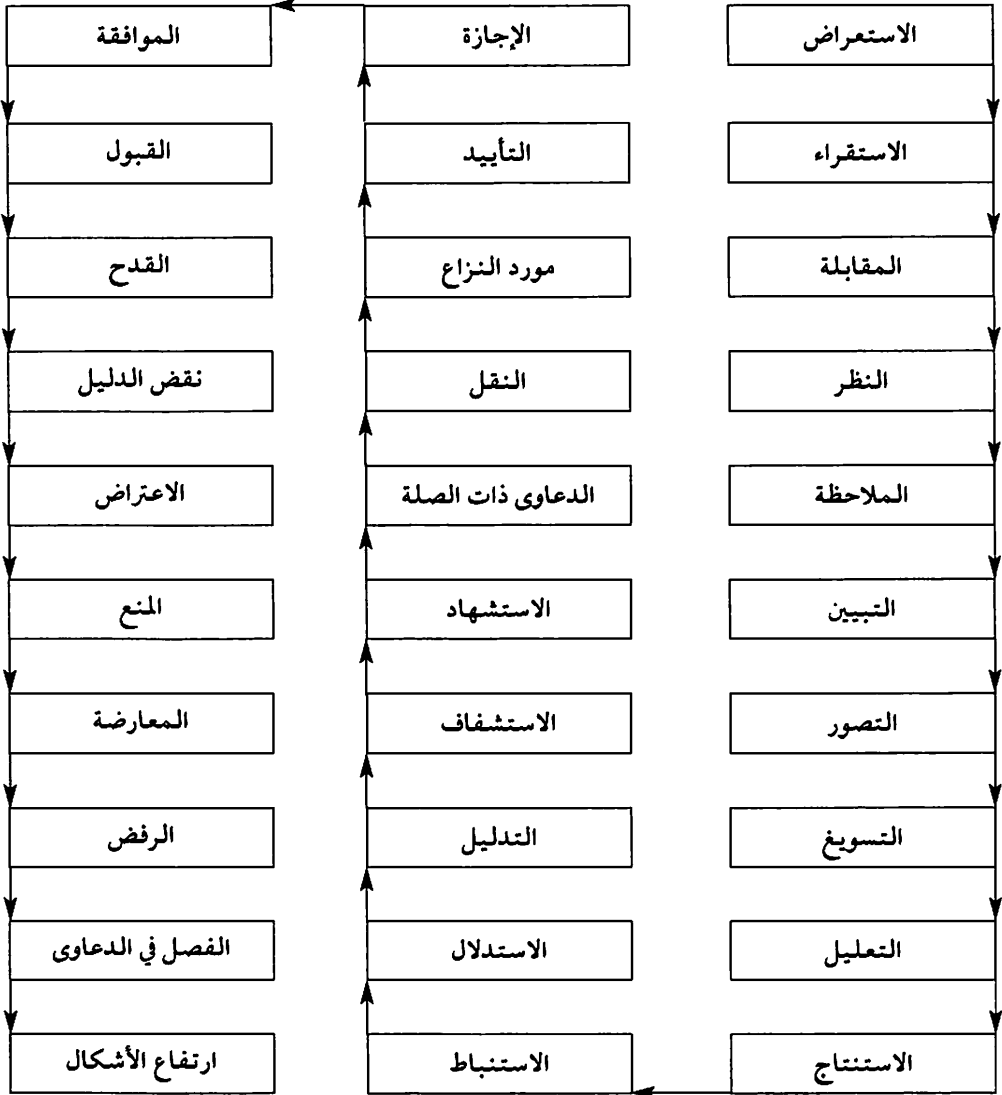 الاستعراض
الاستقراء
المقابلة
النظر
الملاحظة
التبيين
التصور
التسويغ
التعليل
الاستنتاج
الاستنباط
الاستدلال
التدليل
الاستشفاف
الاستشهاد
الدعاوى ذات الصلة
النقل
مورد النزاع
التأييد
الإجازة
الموافقة
القبول
القدح
نقض الدليل
الاعتراض
المنع
المعارضة
الرفض
الفصل في الدعاوى
ارتفاع الأشكال